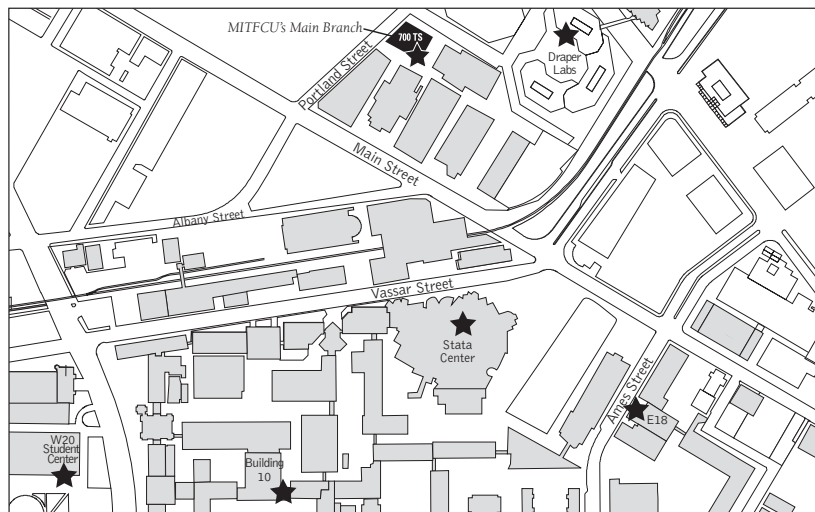 MITFCU's Main Branch
700 TS
Draper
Labs
Portland Street
Main Street
Albany Street
Vassar Street
Stata
Center
Ames Street
E18
W20
Student
Center
Building
10